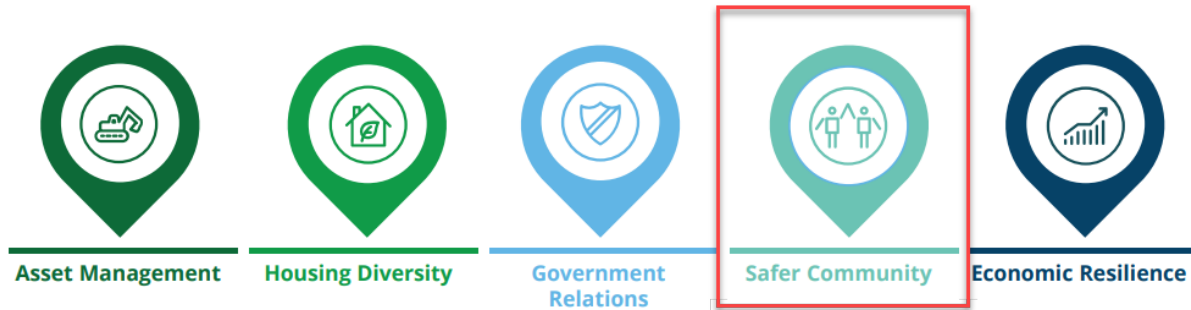 Asset Management
Housing Diversity
Government
Relations
Safer Community
Economic Resilience